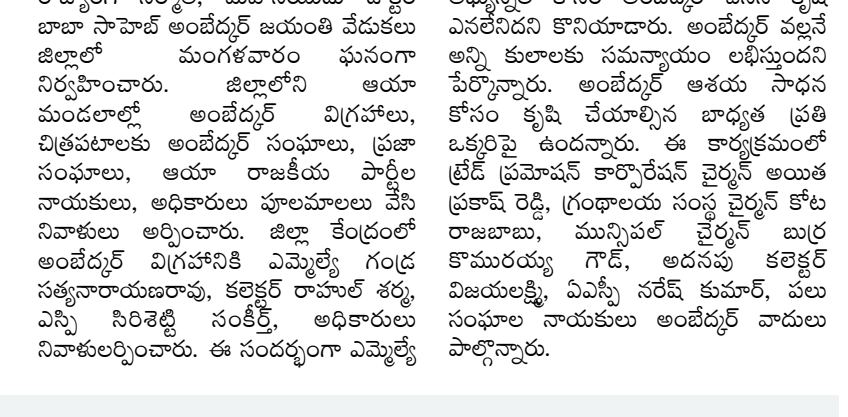 బాబా సాహెబ్ అంబేద్కర్ జయంతి వేడుకలు
జిల్లాలో మంగళవారం ఘనంగా
నిర్వహించారు. జిల్లాలోని ఆయా
మండలాల్లో అంబేద్కర్ విగ్రహాలు,
చిత్రపటాలకు అంబేద్కర్ సంఘాలు, ప్రజా
సంఘాలు, ఆయా రాజకీయ పార్టీల
నాయకులు, అధికారులు పూలమాలలు వేసి
నివాళులు అర్పించారు. జిల్లా కేంద్రంలో
అంబేద్కర్ విగ్రహానికి ఎమ్మెల్యే గండ్ర
సత్యనారాయణరావు, కలెక్టర్ రాహుల్ శర్మ,
ఎస్పి సిరిశెట్టి సంకీర్త్, అధికారులు
నివాళులర్పించారు. ఈ సందర్భంగా ఎమ్మెల్యే
ఎనలేనిదని కొనియాడారు. అంబేద్కర్ వల్లనే
అన్ని కులాలకు సమన్యాయం లభిస్తుందని
పేర్కొన్నారు. అంబేద్కర్ ఆశయ సాధన
కోసం కృషి చేయాల్సిన బాధ్యత ప్రతి
ఒక్కరిపై ఉందన్నారు. ఈ కార్యక్రమంలో
ట్రేడ్ ప్రమోషన్ కార్పొరేషన్ చైర్మన్ అయిత
ప్రకాష్ రెడ్డి, గ్రంథాలయ సంస్థ చైర్మన్ కోట
రాజబాబు, మున్సిపల్ చైర్మన్ బుర్ర
కొమురయ్య గౌడ్, అదనపు కలెక్టర్
విజయలక్ష్మి, ఏఎస్పీ నరేష్ కుమార్, పలు
సంఘాల నాయకులు అంబేద్కర్ వాదులు
పాల్గొన్నారు.